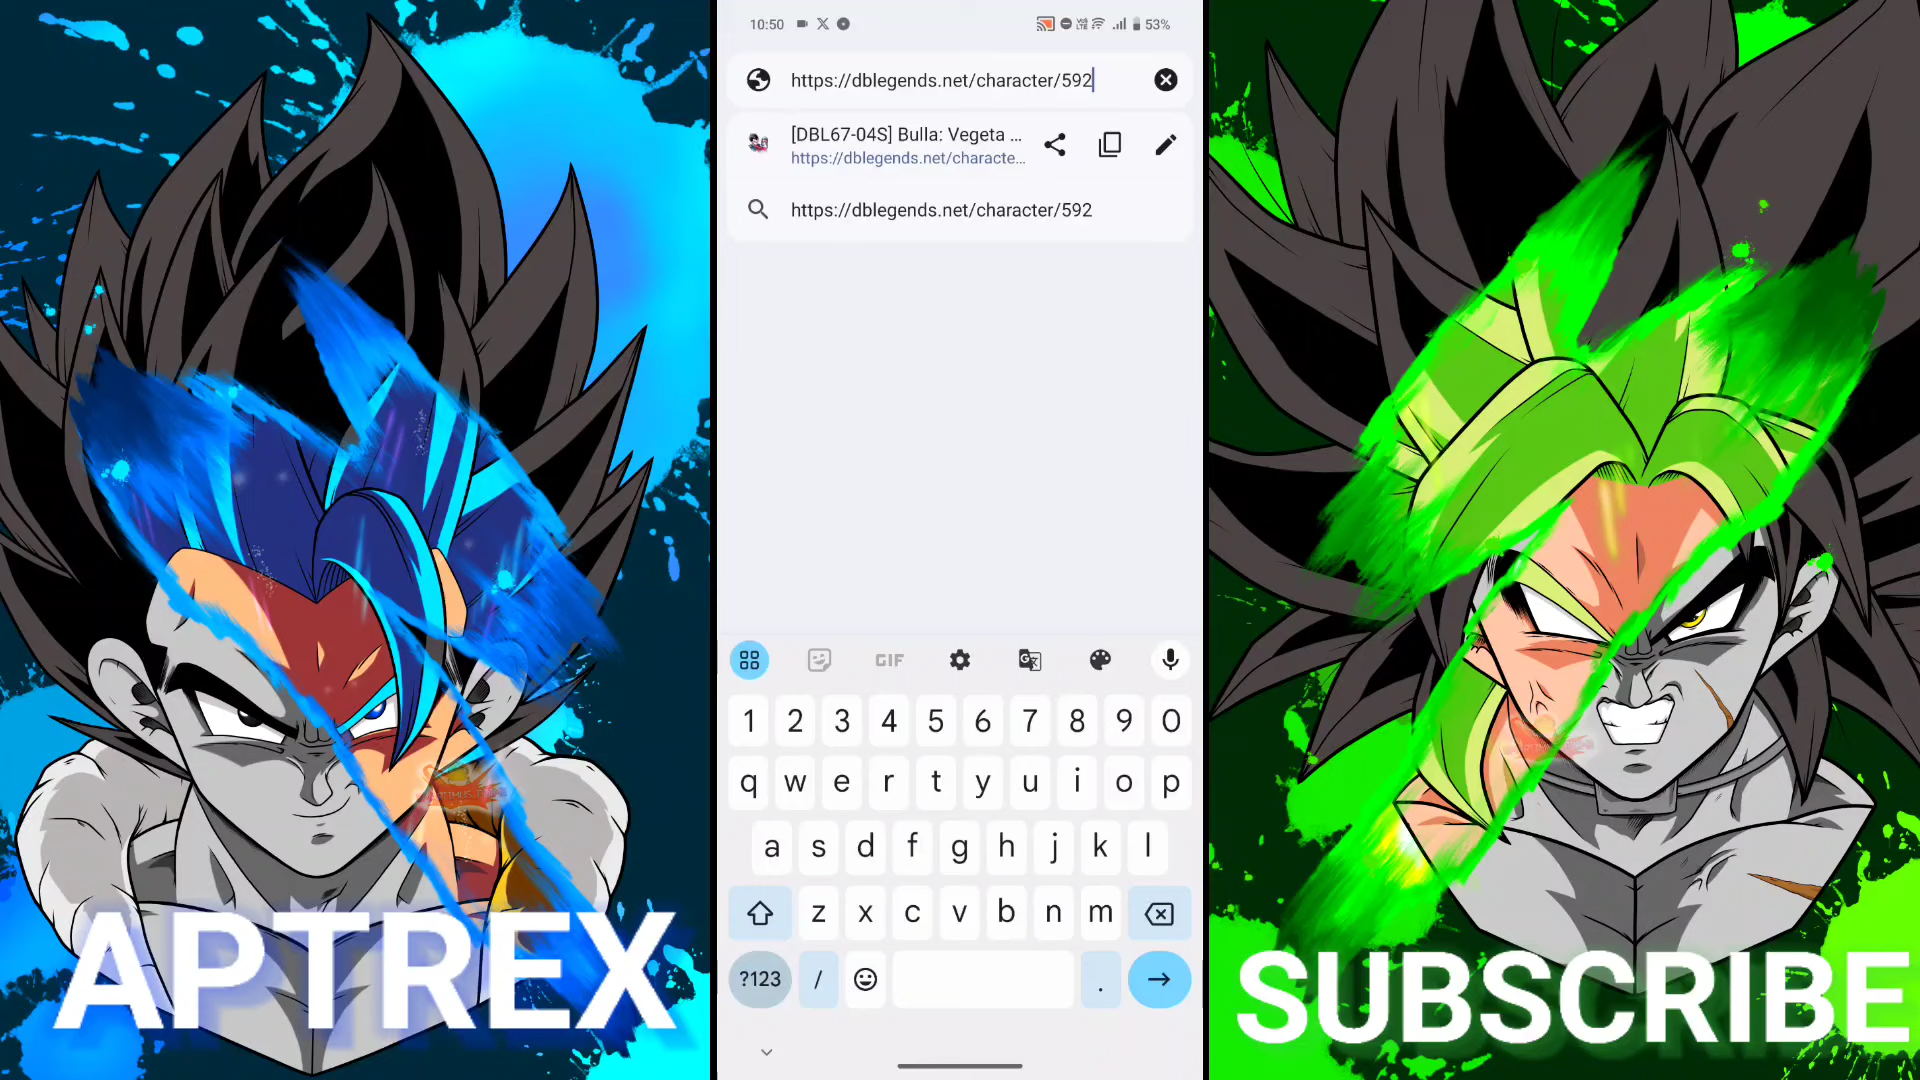 10:50
53%
https://dblegends.net/character/592
[DBL67-04S] Bulla: Vegeta ...
https://dblegends.net/characte...
https://dblegends.net/character/592
GIF
1 2 3 4 5 6 7 8 9 0
q w e r t y u i o p
a s d f g h j k l
z x c v b n m
?123 / .
APTREX
SUBSCRIBE